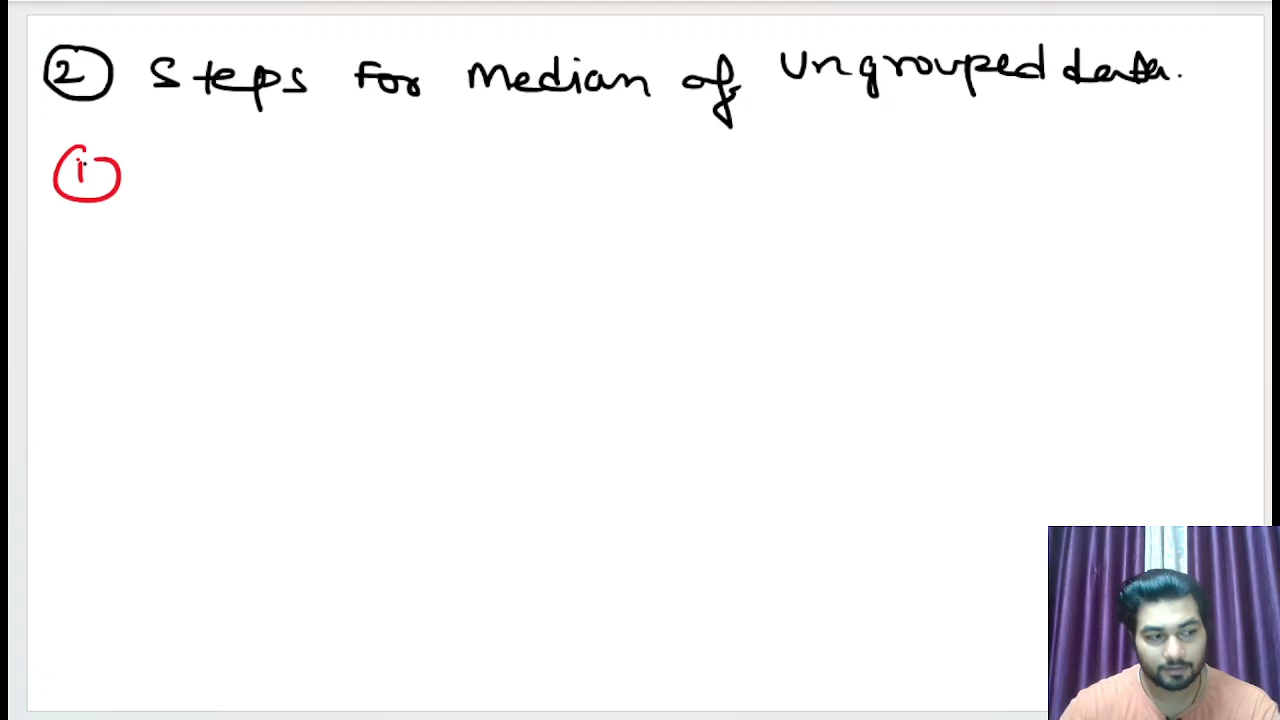 ② Steps for Median of Ungrouped data.
①